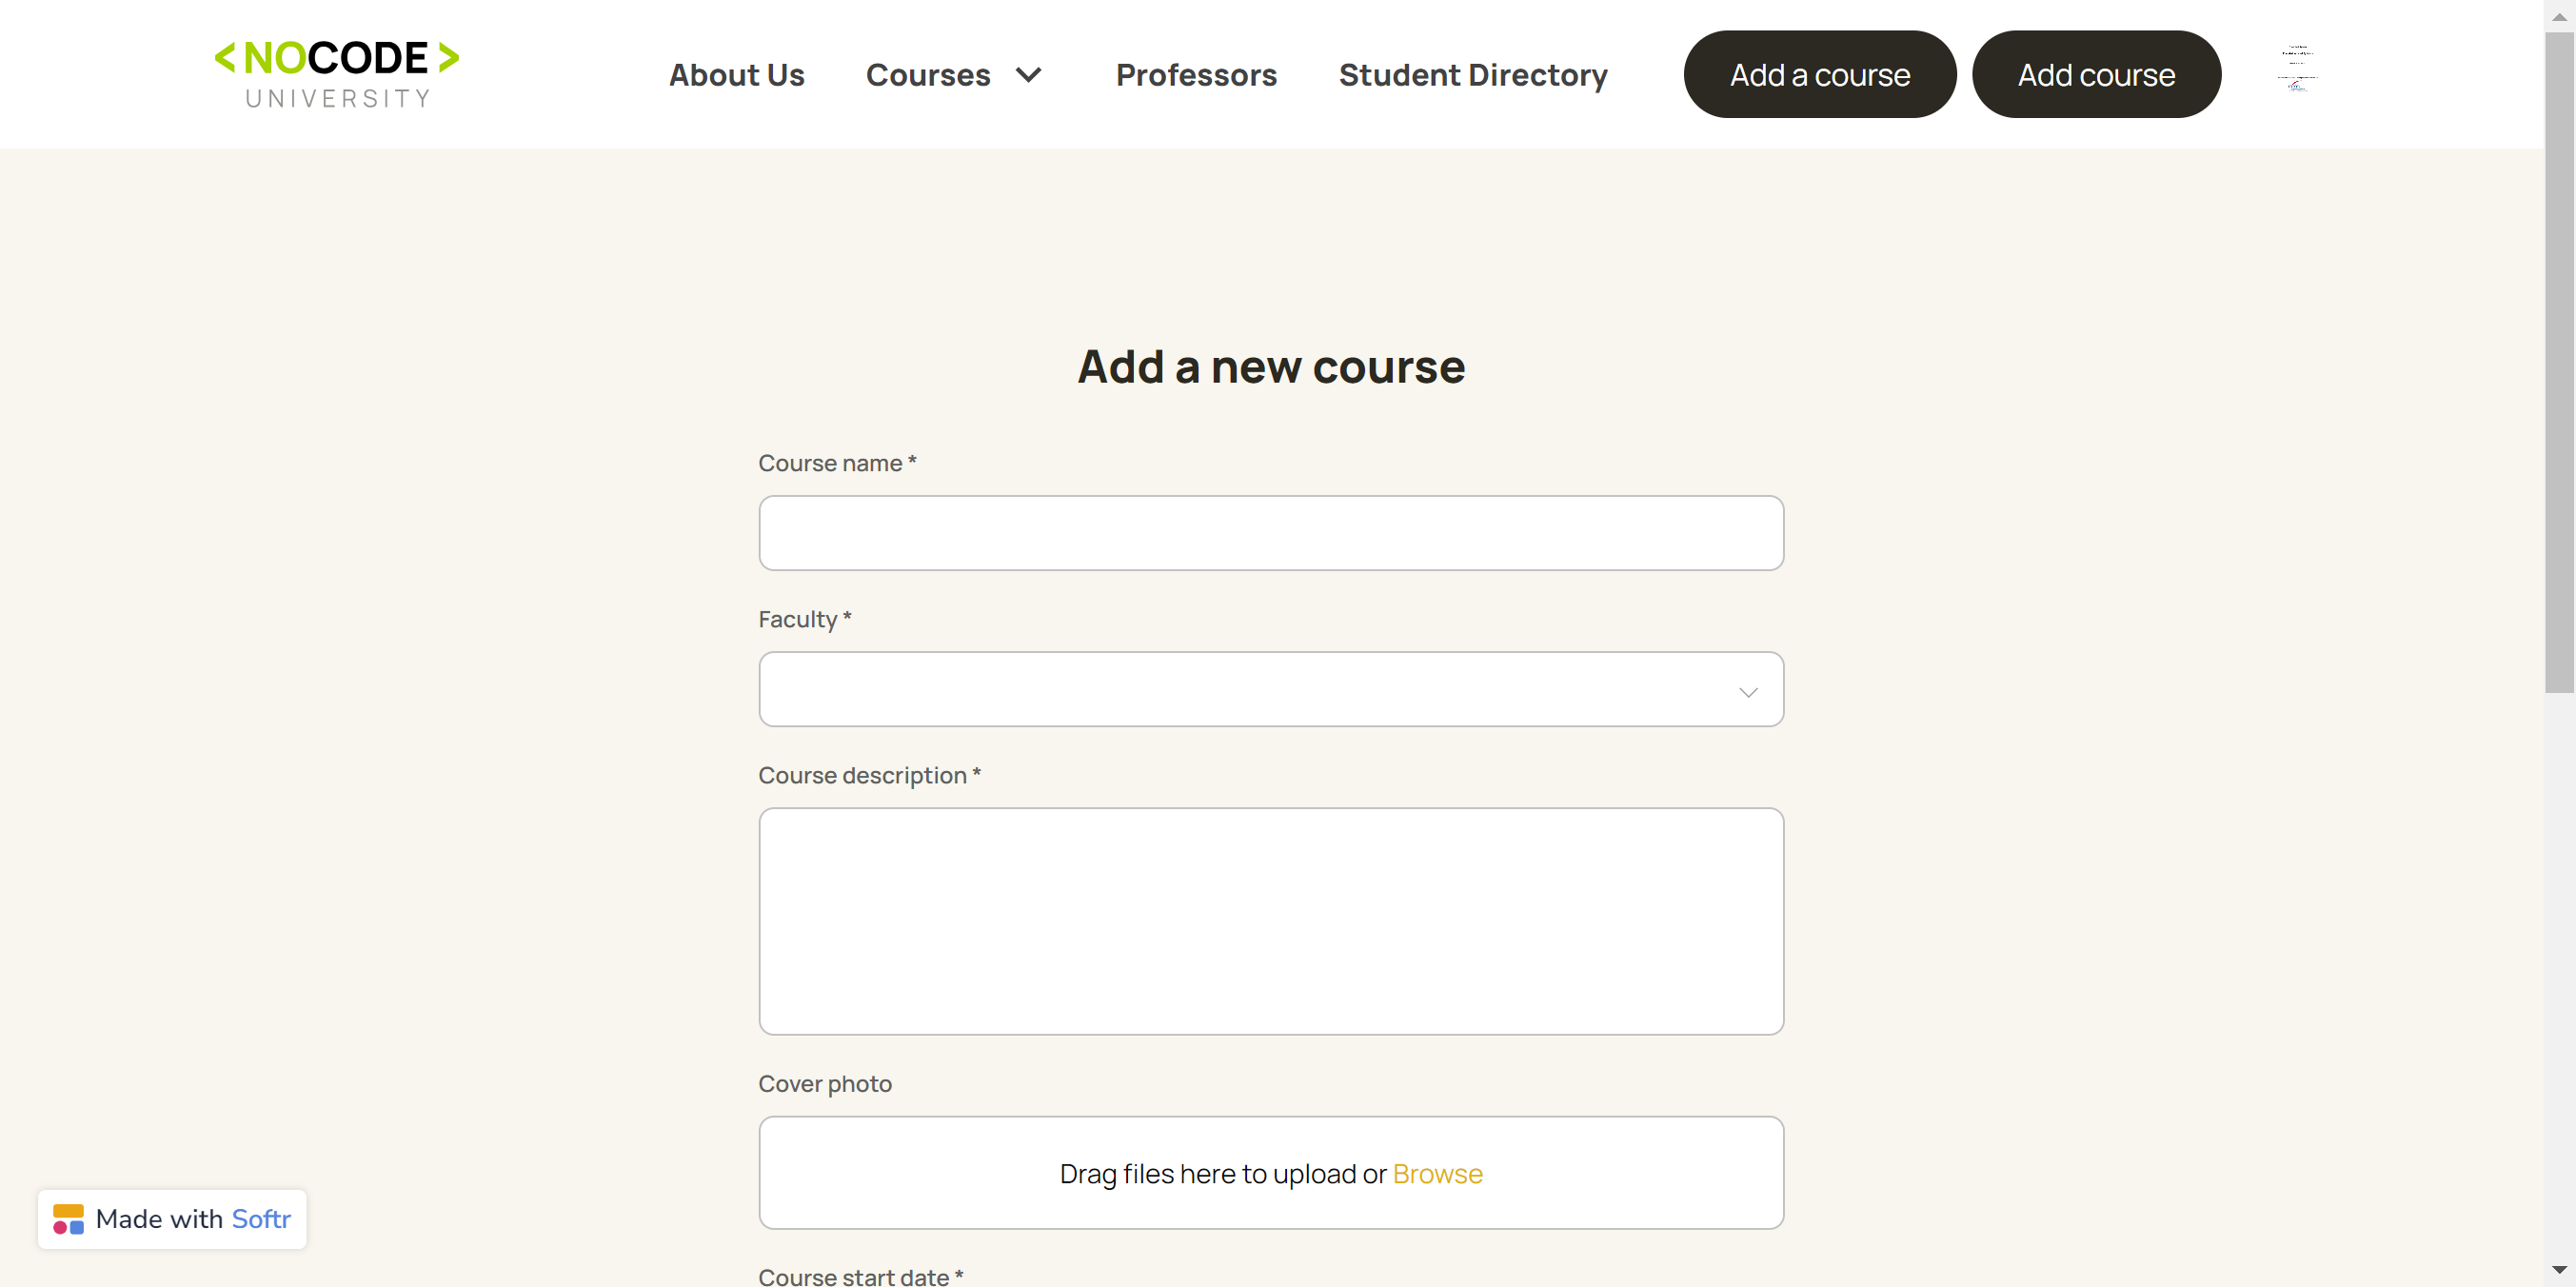 <NOCODE>
UNIVERSITY
About Us
Courses
Professors
Student Directory
Add a course
Add course
Add a new course
Course name *
Faculty *
Course description *
Cover photo
Drag files here to upload or Browse
Made with Softr
Course start date *